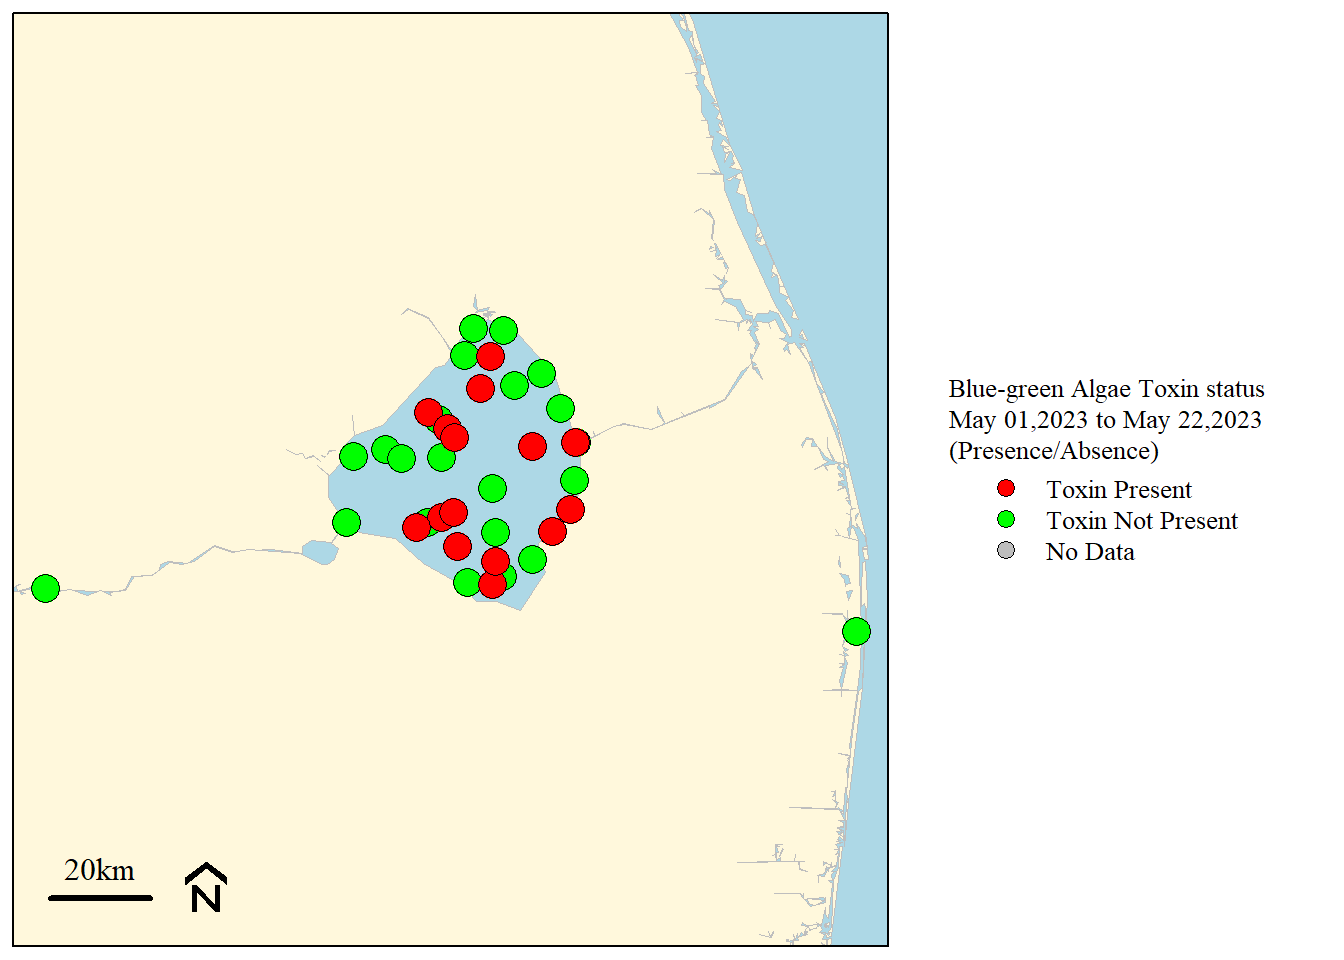 Blue-green Algae Toxin status
May 01,2023 to May 22,2023
(Presence/Absence)
Toxin Present
Toxin Not Present
No Data
20km
N